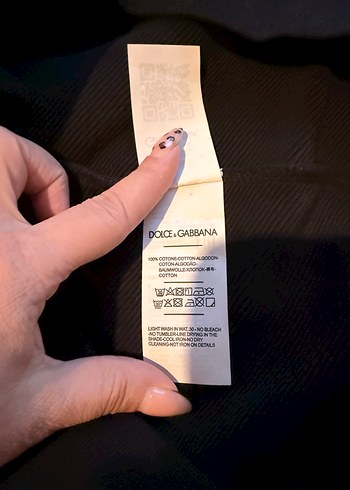 DOLCE & GABBANA
100% COTONE-COTTON-ALGODON-
COTON-ALGODÃO-
BAUMWOLLE-ХЛОПОК-
COTTON
LIGHT WASH IN WAT. 30 - NO BLEACH
-NO TUMBLER-LINE DRYING IN THE
SHADE-COOL IRON-NO DRY
CLEANING-NOT IRON ON DETAILS